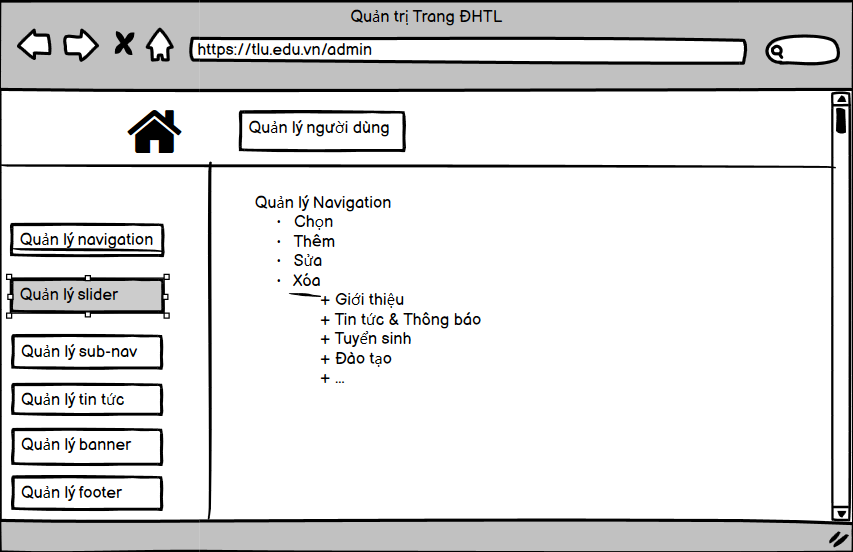 Quản trị Trang ĐHTL
https://tlu.edu.vn/admin
Quản lý người dùng
Quản lý navigation
Quản lý slider
Quản lý sub-nav
Quản lý tin tức
Quản lý banner
Quản lý footer
Quản lý Navigation
· Chọn
· Thêm
· Sửa
· Xóa
+ Giới thiệu
+ Tin tức & Thông báo
+ Tuyển sinh
+ Đào tạo
+ ...